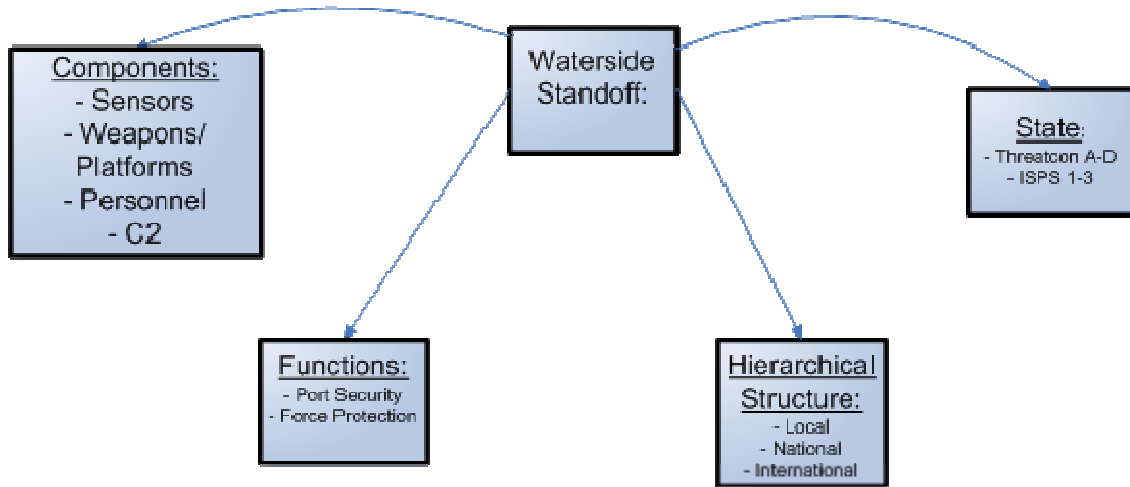 Waterside
Standoff:
Components:
- Sensors
- Weapons/
Platforms
- Personnel
- C2
State:
- Threatcon A-D
- ISPS 1-3
Functions:
- Port Security
- Force Protection
Hierarchical
Structure:
- Local
- National
- International